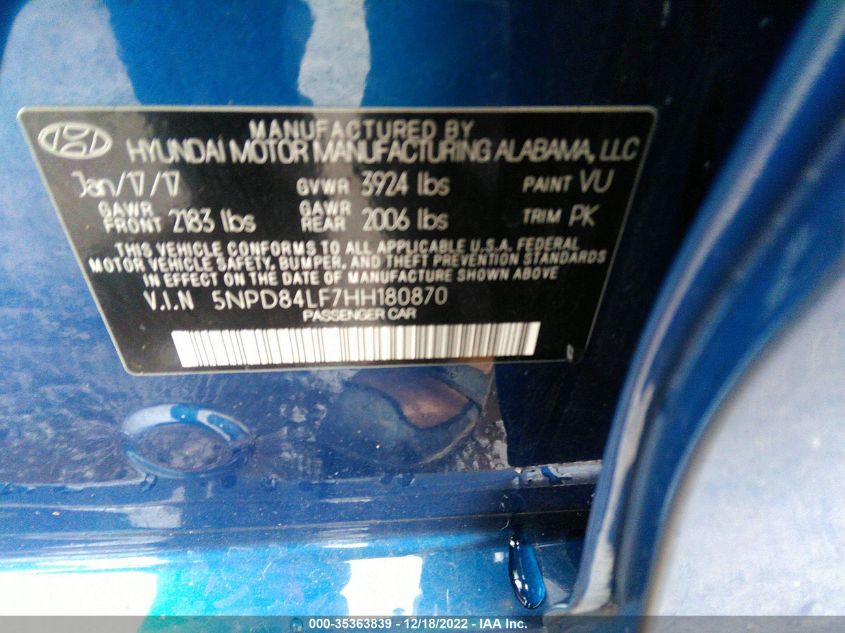 MANUFACTURED BY
HYUNDAI MOTOR MANUFACTURING ALABAMA, LLC
Jan/17/17 GVWR 3924 lbs PAINT VU
GAWR FRONT 2183 lbs GAWR REAR 2006 lbs TRIM PK
THIS VEHICLE CONFORMS TO ALL APPLICABLE U.S.A. FEDERAL
MOTOR VEHICLE SAFETY, BUMPER, AND THEFT PREVENTION STANDARDS
IN EFFECT ON THE DATE OF MANUFACTURE SHOWN ABOVE
V.I.N 5NPD84LF7HH180870
PASSENGER CAR
000-35363839 - 12/18/2022 - IAA Inc.